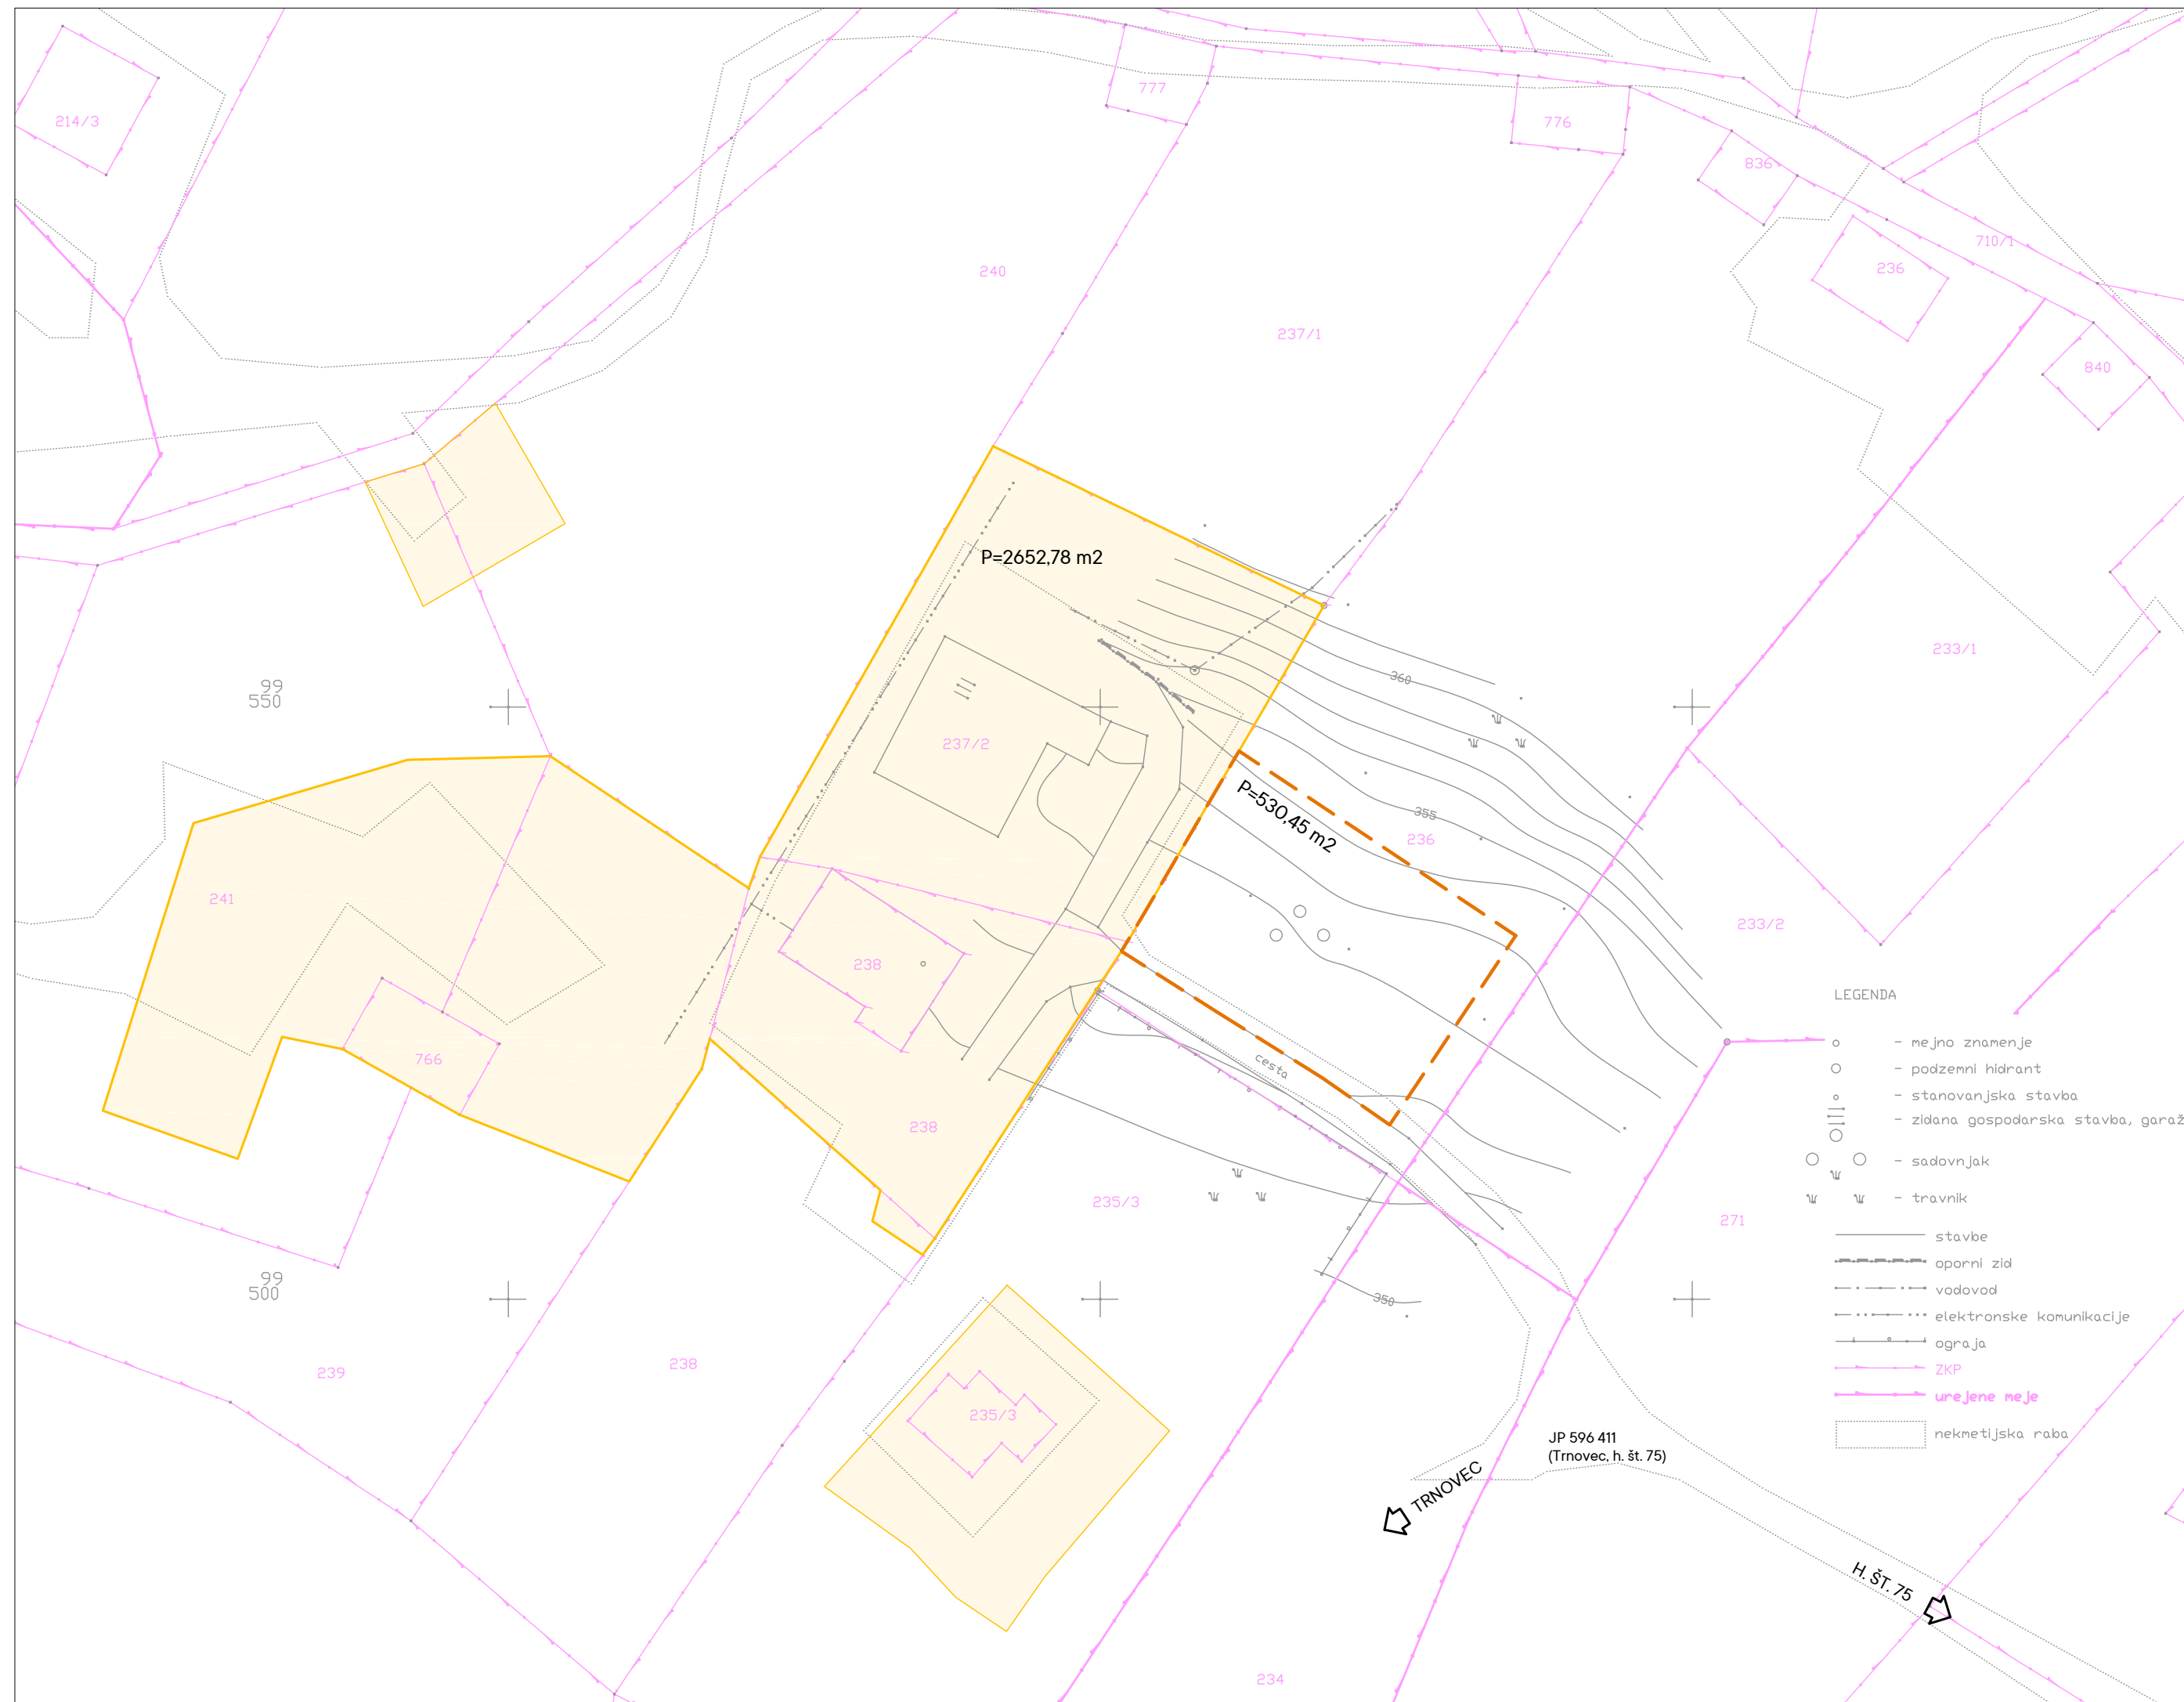 214/3
777
776
836
710/1
236
240
237/1
840
P=2652,78 m2
233/1
360
99
550
237/2
P=530,45 m2
355
236
241
233/2
238
LEGENDA
766
cesta
- mejno znamenje
- podzemni hidrant
- stanovanjska stavba
- zidana gospodarska stavba, garaž
- sadovnjak
- travnik
238
235/3
271
stavbe
oporni zid
vodovod
elektronske komunikacije
ograja
ZKP
urejene meje
nekmetijska raba
99
500
350
239
238
235/3
JP 596 411
(Trnovec, h. št. 75)
TRNOVEC
H. ŠT. 75
234